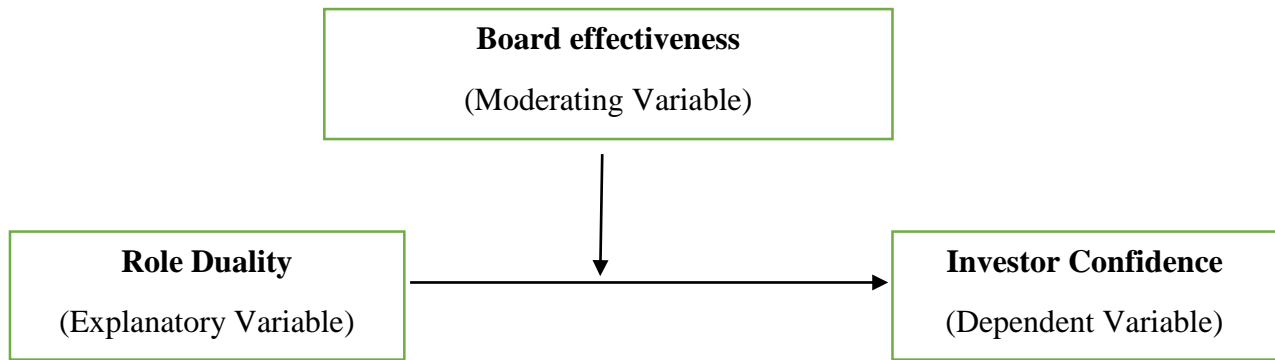 Board effectiveness
(Moderating Variable)
Role Duality
(Explanatory Variable)
Investor Confidence
(Dependent Variable)